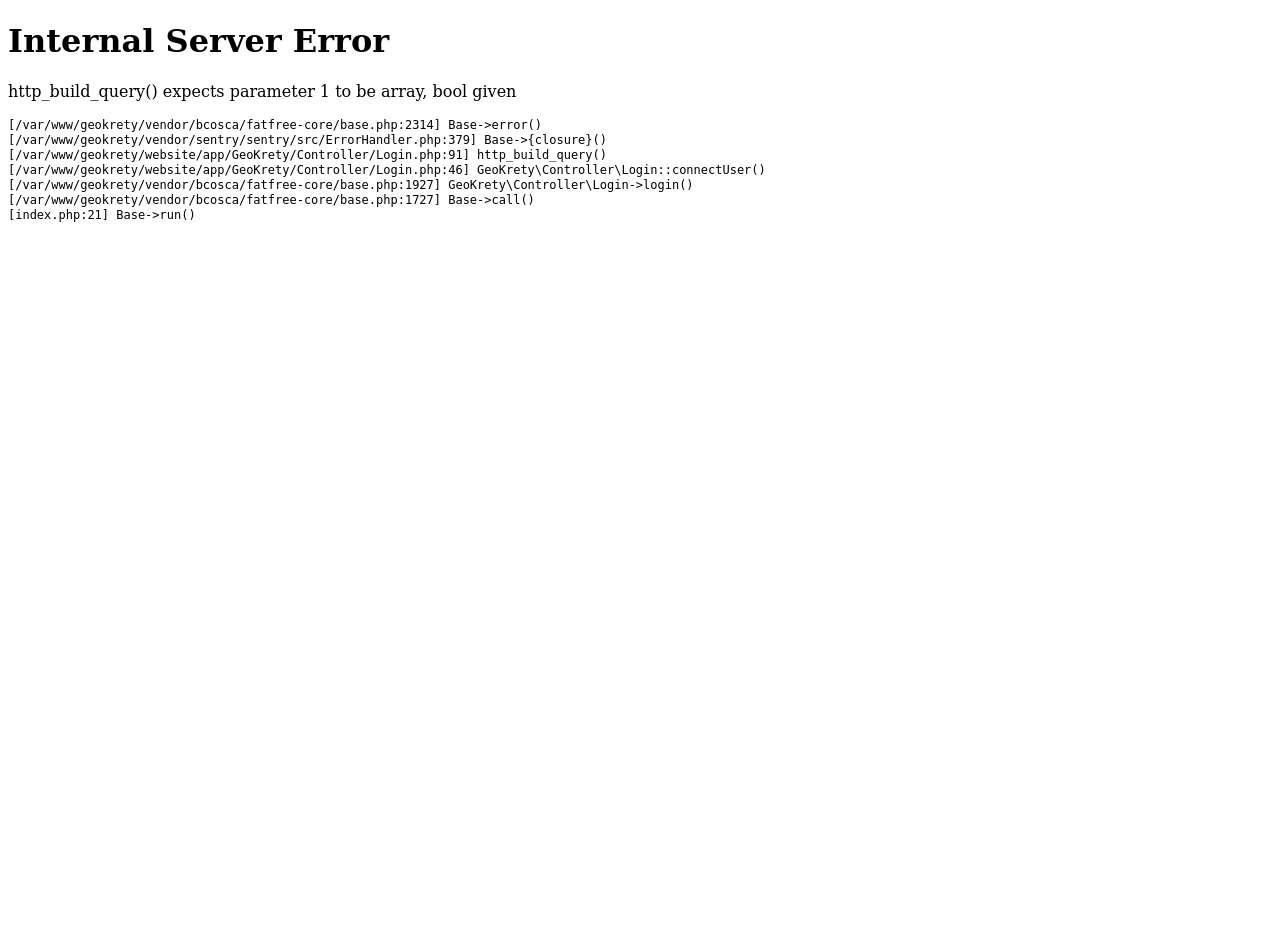 Internal Server Error
http_build_query() expects parameter 1 to be array, bool given
[/var/www/geokrety/vendor/bcosca/fatfree-core/base.php:2314] Base->error()
[/var/www/geokrety/vendor/sentry/sentry/src/ErrorHandler.php:379] Base->{closure}()
[/var/www/geokrety/website/app/GeoKrety/Controller/Login.php:91] http_build_query()
[/var/www/geokrety/website/app/GeoKrety/Controller/Login.php:46] GeoKrety\Controller\Login::connectUser()
[/var/www/geokrety/vendor/bcosca/fatfree-core/base.php:1927] GeoKrety\Controller\Login->login()
[/var/www/geokrety/vendor/bcosca/fatfree-core/base.php:1727] Base->call()
[index.php:21] Base->run()